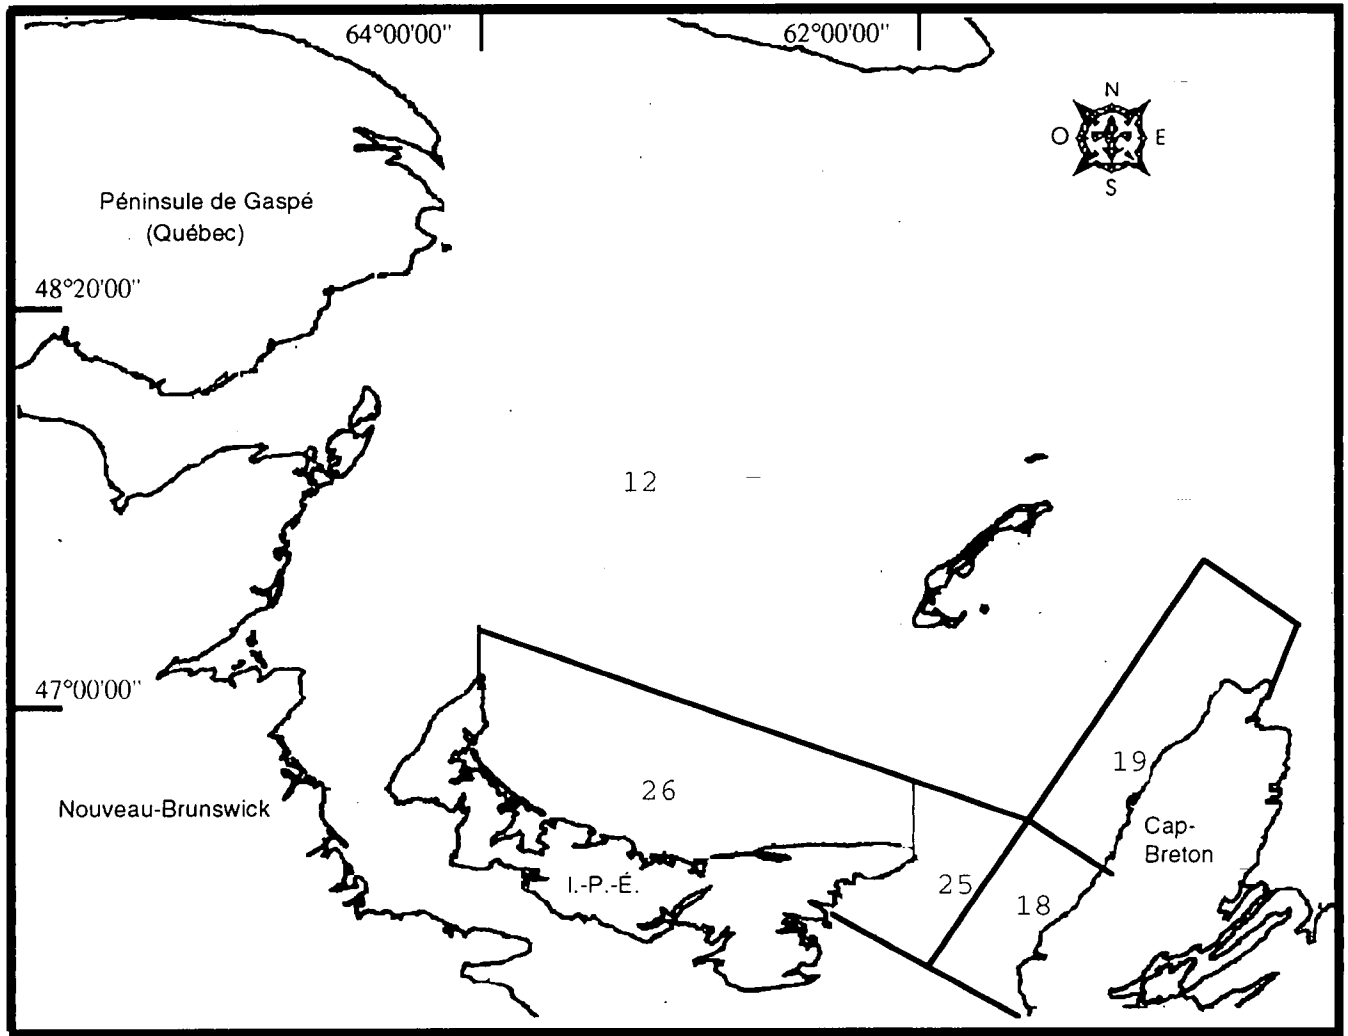 64°00'00"
62°00'00"
N
O
E
S
Péninsule de Gaspé
(Québec)
48°20'00"
12
47°00'00"
19
26
Nouveau-Brunswick
Cap-
Breton
I.-P.-É.
25
18